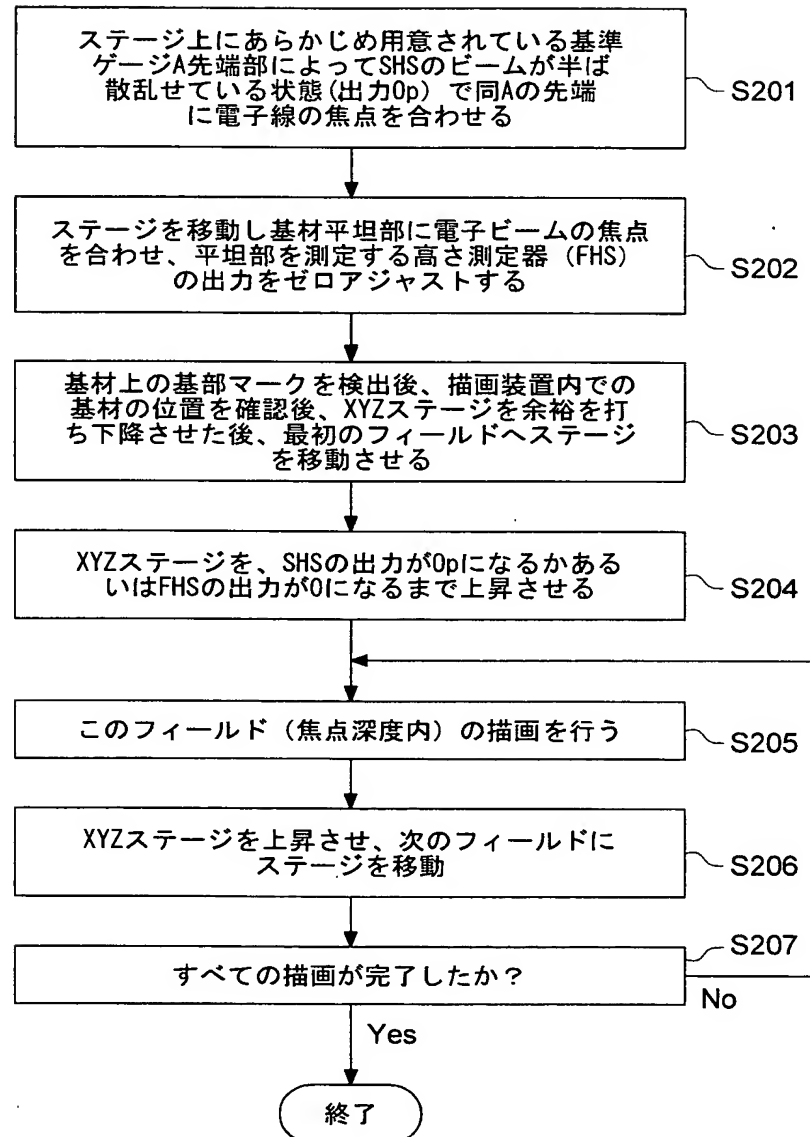 ステージ上にあらかじめ用意されている基準
ゲージA先端部によってSHSのビームが半ば
散乱せている状態(出力Op)で同Aの先端
に電子線の焦点を合わせる
S201
ステージを移動し基材平坦部に電子ビームの焦点
を合わせ、平坦部を測定する高さ測定器(FHS)
の出力をゼロアジャストする
S202
基材上の基部マークを検出後、描画装置内での
基材の位置を確認後、XYZステージを余裕を打
ち下降させた後、最初のフィールドへステージ
を移動させる
S203
XYZステージを、SHSの出力がOpになるかある
いはFHSの出力が0になるまで上昇させる
S204
このフィールド(焦点深度内)の描画を行う
S205
XYZステージを上昇させ、次のフィールドに
ステージを移動
S206
すべての描画が完了したか?
S207
No
Yes
終了